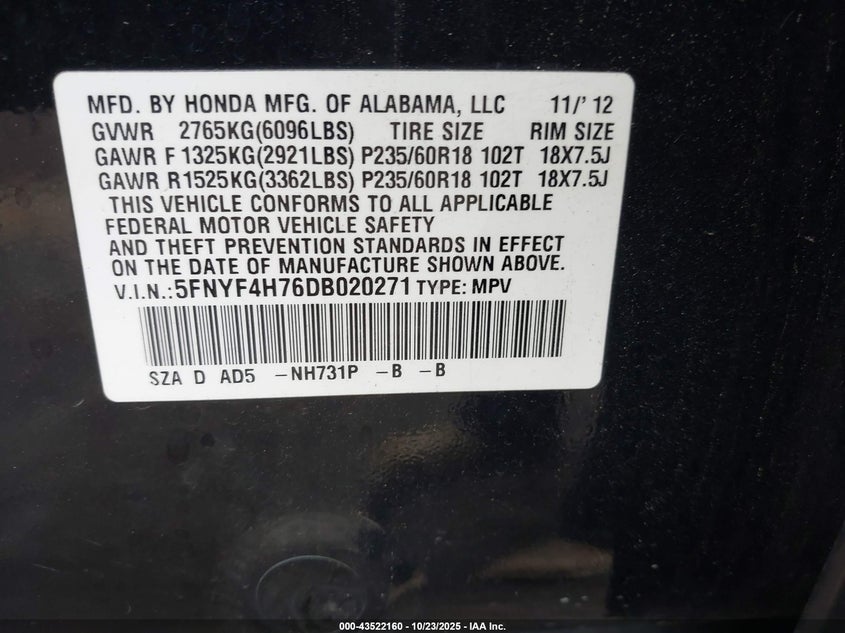 MFD. BY HONDA MFG. OF ALABAMA, LLC 11/' 12
GVWR 2765KG(6096LBS) TIRE SIZE RIM SIZE
GAWR F 1325KG(2921LBS) P235/60R18 102T 18X7.5J
GAWR R1525KG(3362LBS) P235/60R18 102T 18X7.5J
THIS VEHICLE CONFORMS TO ALL APPLICABLE
FEDERAL MOTOR VEHICLE SAFETY
AND THEFT PREVENTION STANDARDS IN EFFECT
ON THE DATE OF MANUFACTURE SHOWN ABOVE.
V.I.N.:5FNYF4H76DB020271 TYPE: MPV
SZA D AD5 -NH731P -B -B
000-43522160 - 10/23/2025 - IAA Inc.